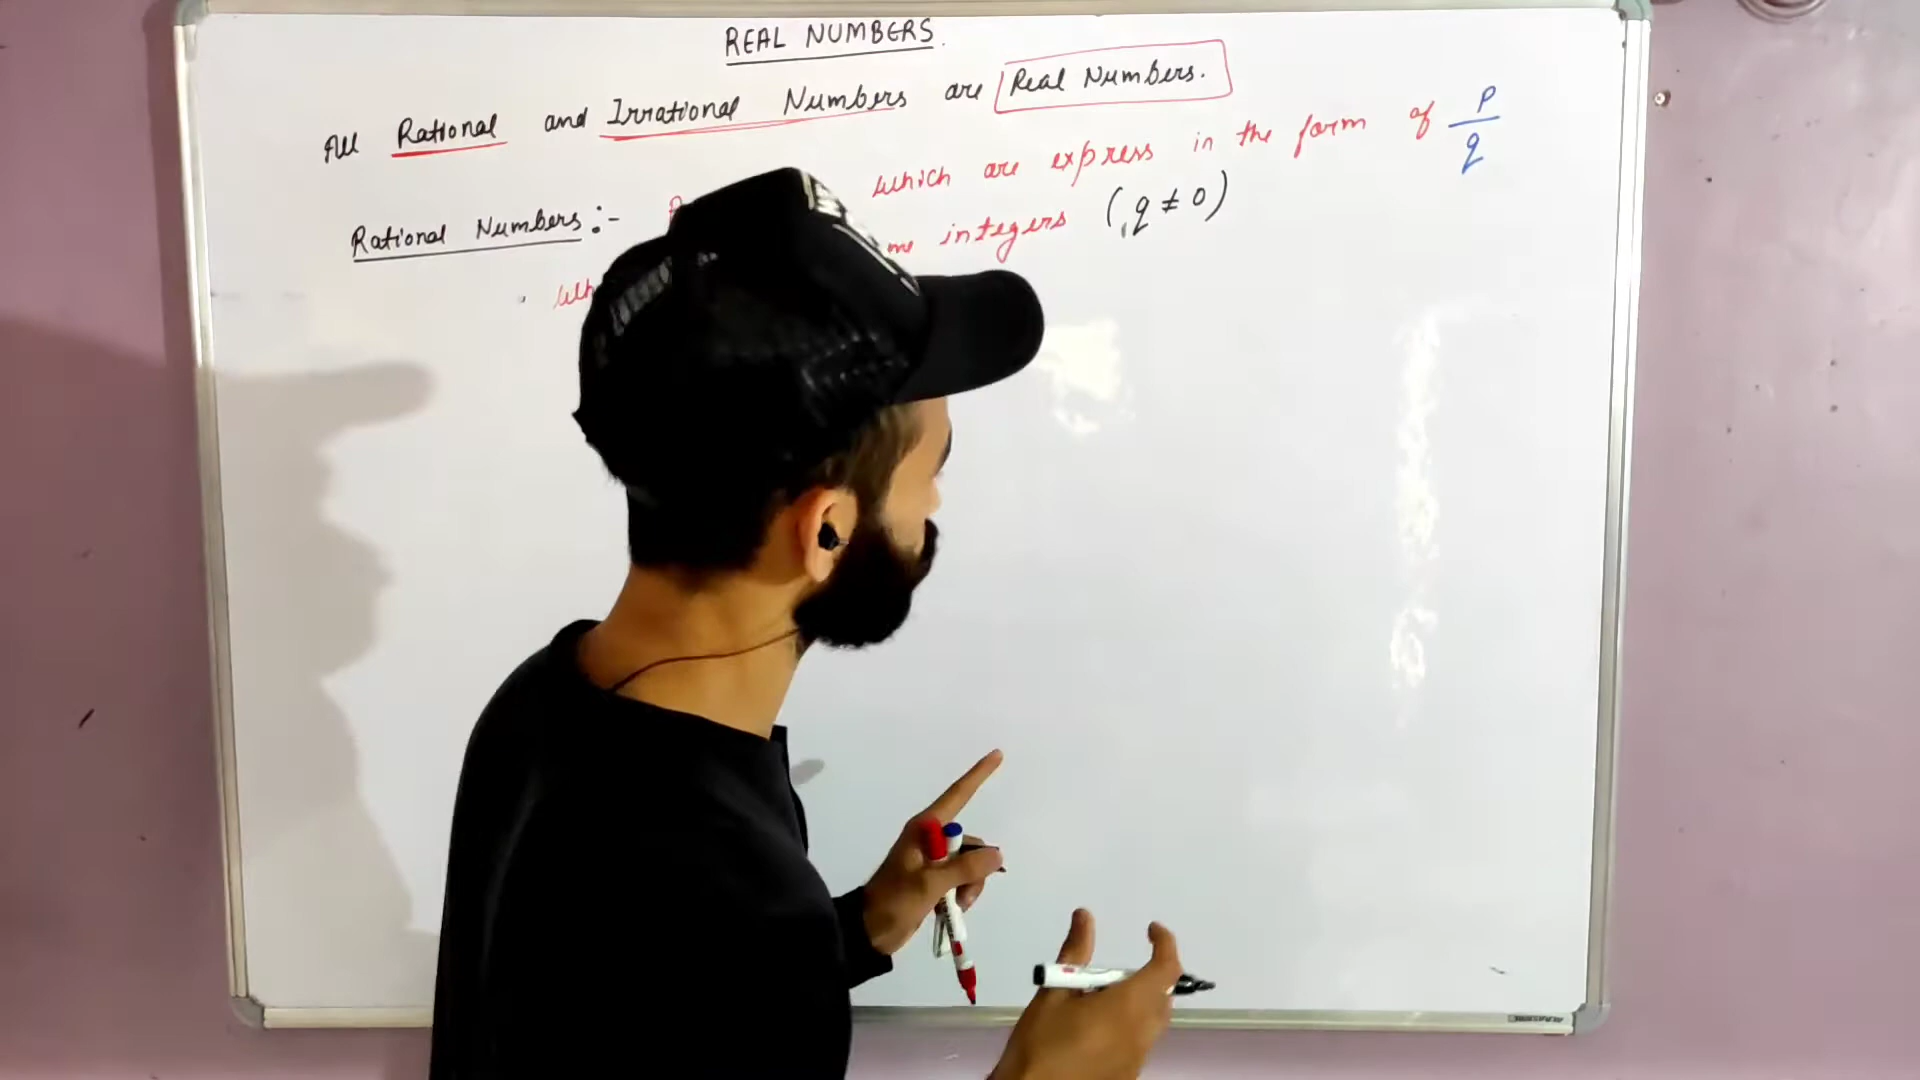 REAL NUMBERS.
All Rational and Irrational Numbers are Real Numbers.
Rational Numbers :- which are express in the form of P/q
integers (, q ≠ 0)